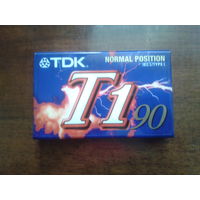 TDK NORMAL POSITION
IEC I/TYPE I
T1 90